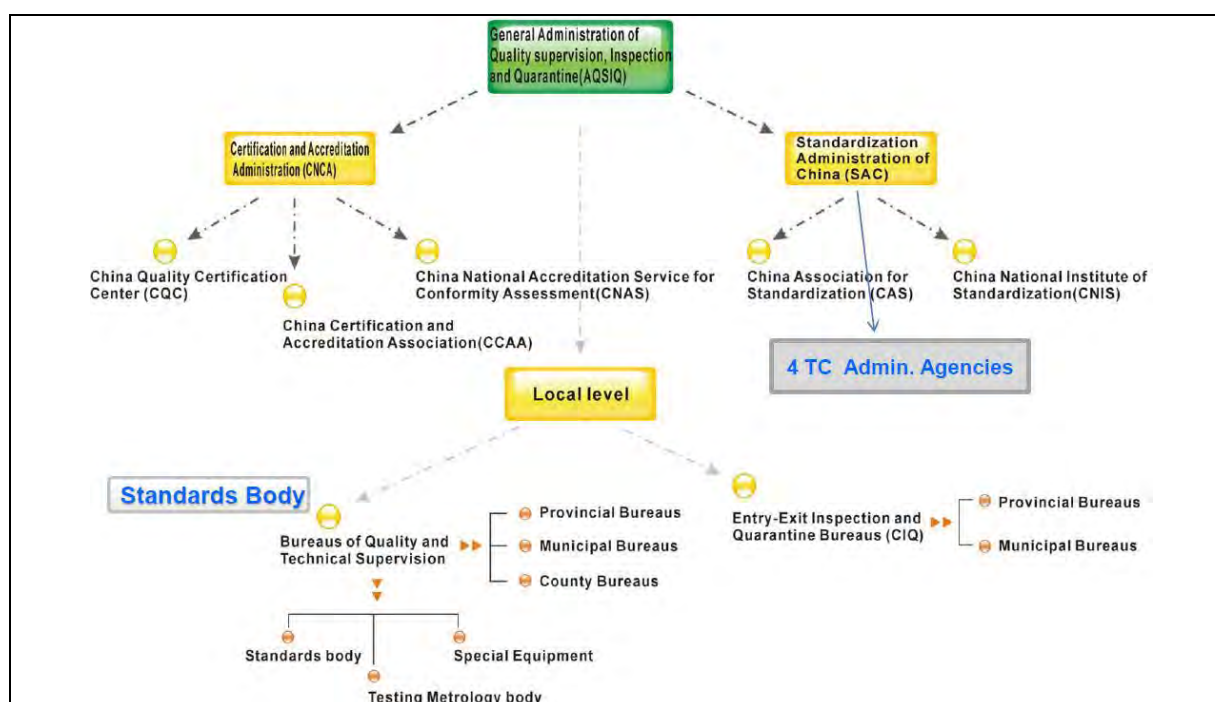 General Administration of
Quality supervision, Inspection
and Quarantine(AQSIQ)
Certification and Accreditation
Administration (CNCA)
Standardization
Administration of
China (SAC)
China Quality Certification
Center (CQC)
China National Accreditation Service for
Conformity Assessment(CNAS)
China Association for
Standardization (CAS)
China National Institute of
Standardization(CNIS)
China Certification and
Accreditation Association(CCAA)
4 TC Admin. Agencies
Local level
Standards Body
Bureaus of Quality and
Technical Supervision
Provincial Bureaus
Municipal Bureaus
County Bureaus
Entry-Exit Inspection and
Quarantine Bureaus (CIQ)
Provincial Bureaus
Municipal Bureaus
Standards body
Special Equipment
Testing Metrology body